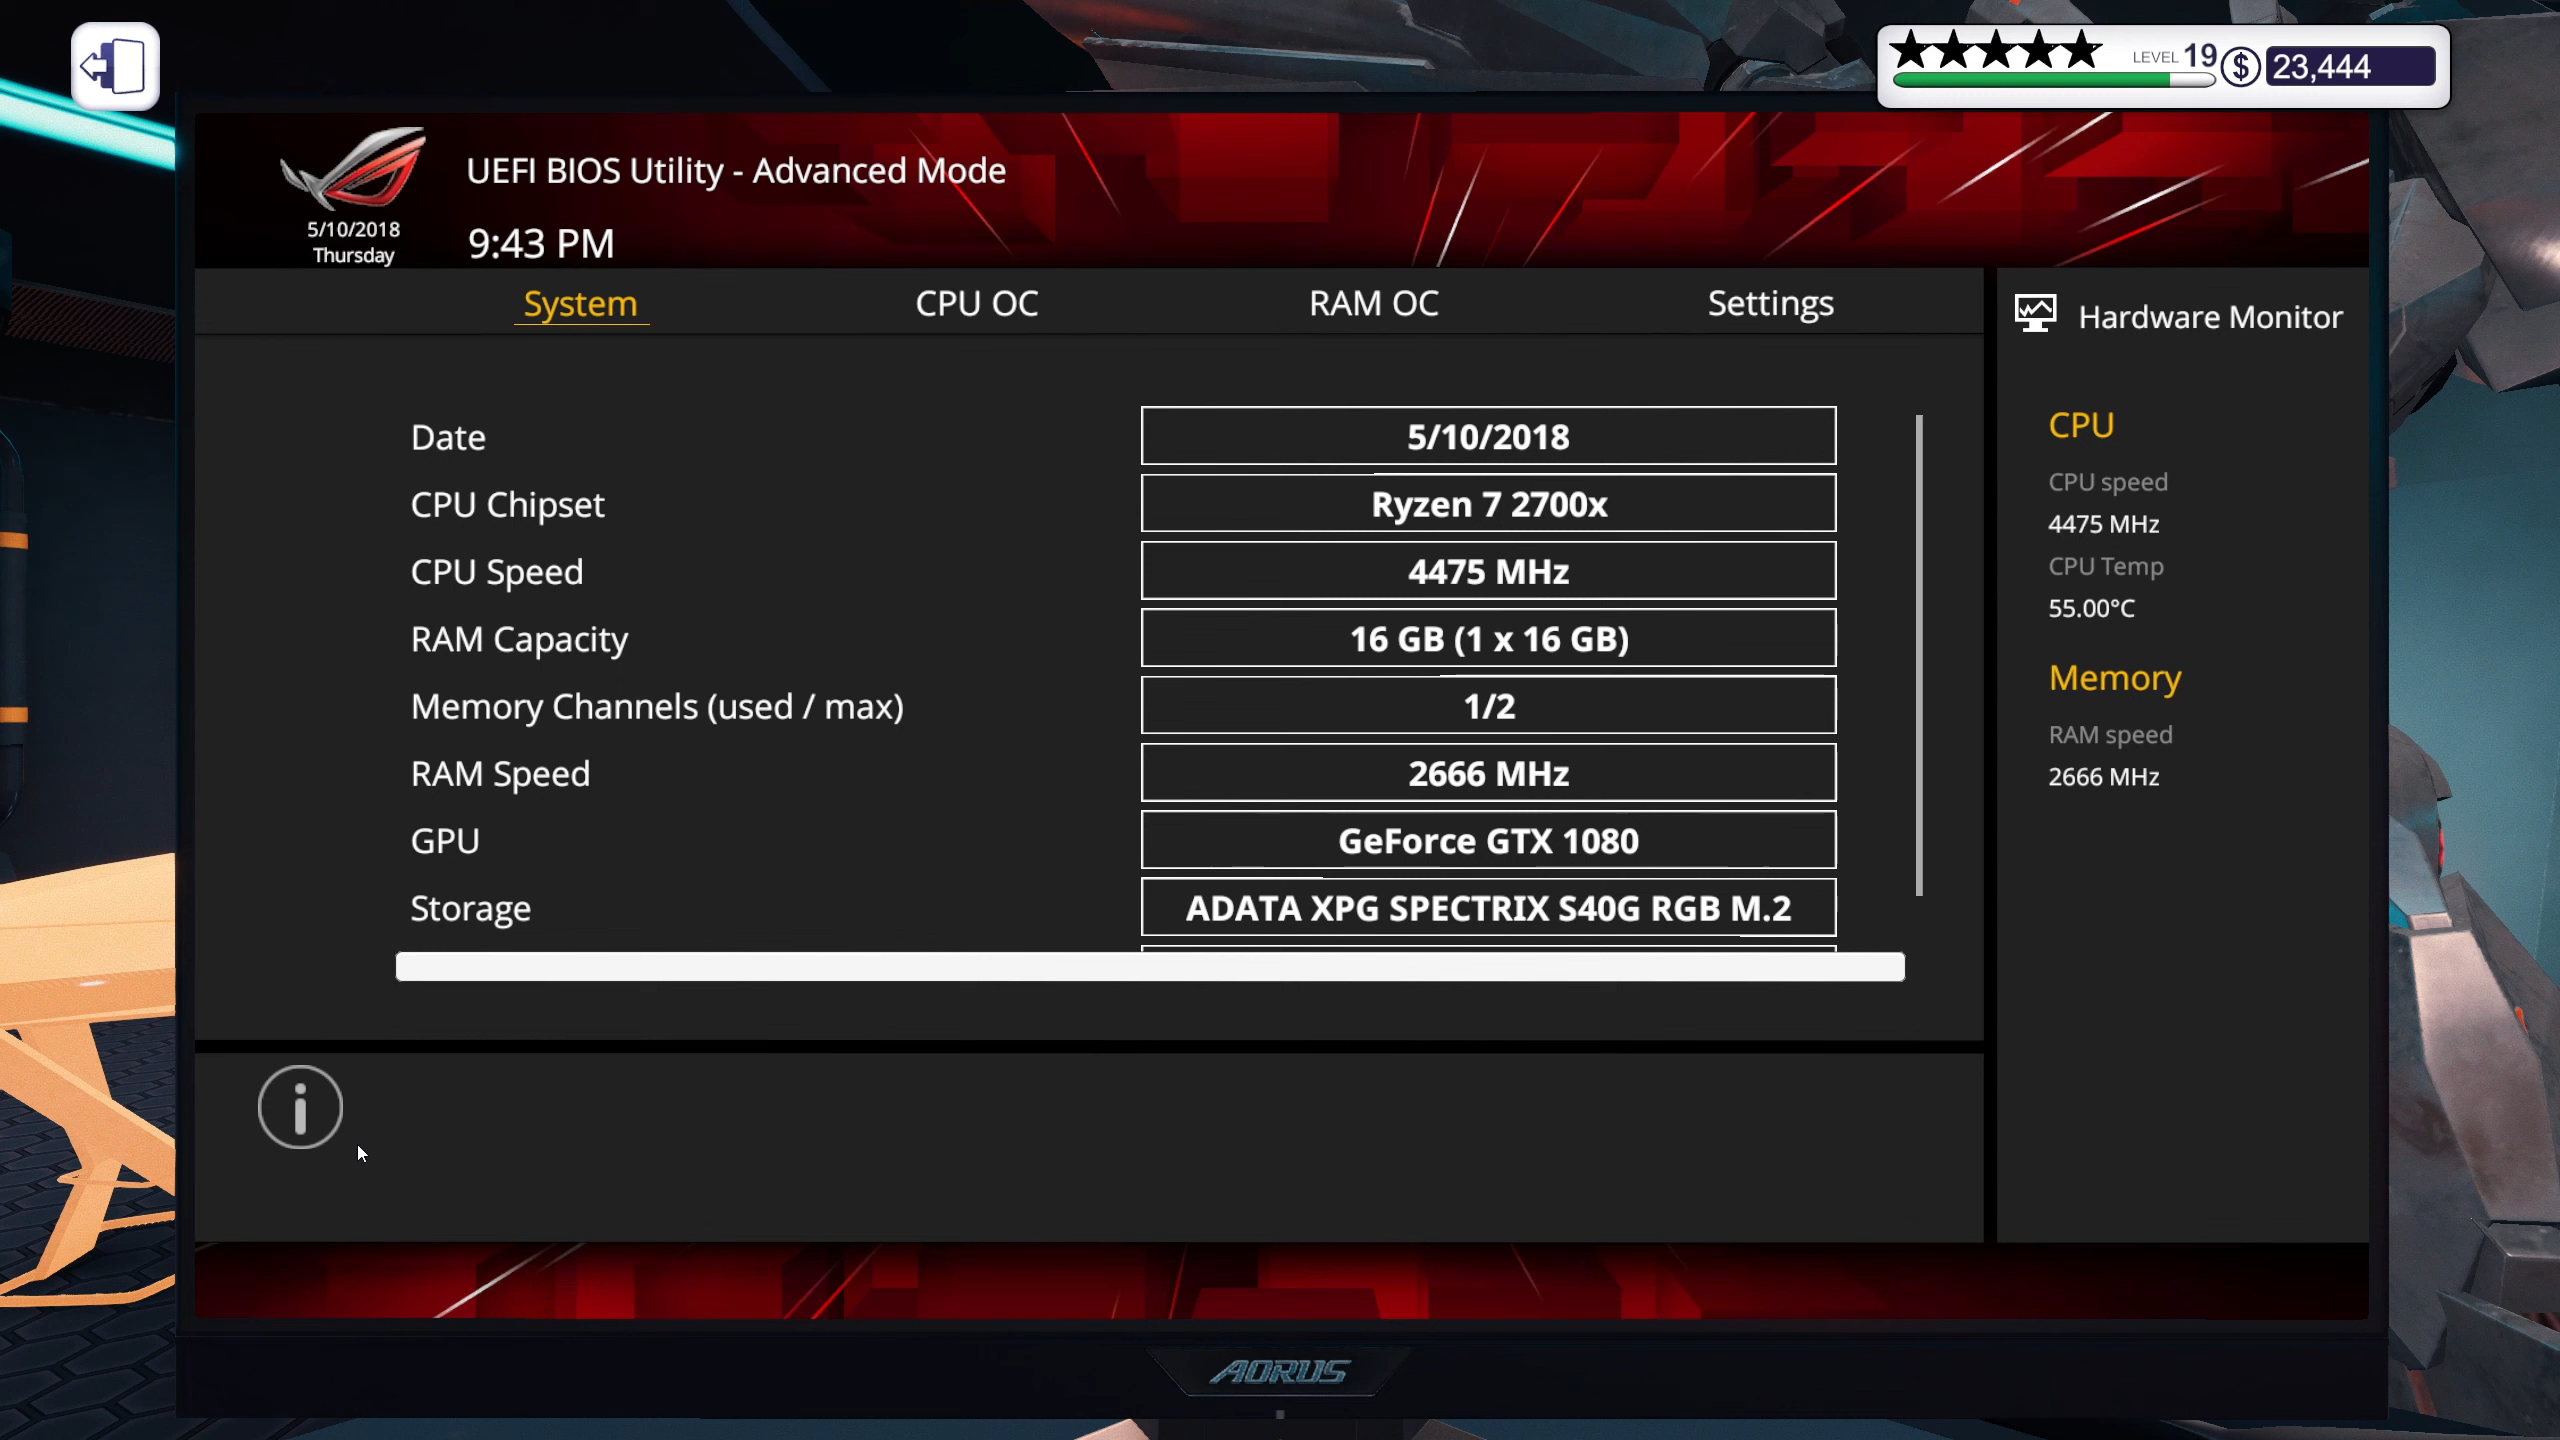 LEVEL 19
$ 23,444
UEFI BIOS Utility - Advanced Mode
5/10/2018
Thursday
9:43 PM
System
CPU OC
RAM OC
Settings
Hardware Monitor
Date
5/10/2018
CPU Chipset
Ryzen 7 2700x
CPU Speed
4475 MHz
RAM Capacity
16 GB (1 x 16 GB)
Memory Channels (used / max)
1/2
RAM Speed
2666 MHz
GPU
GeForce GTX 1080
Storage
ADATA XPG SPECTRIX S40G RGB M.2
CPU
CPU speed
4475 MHz
CPU Temp
55.00°C
Memory
RAM speed
2666 MHz
AORUS